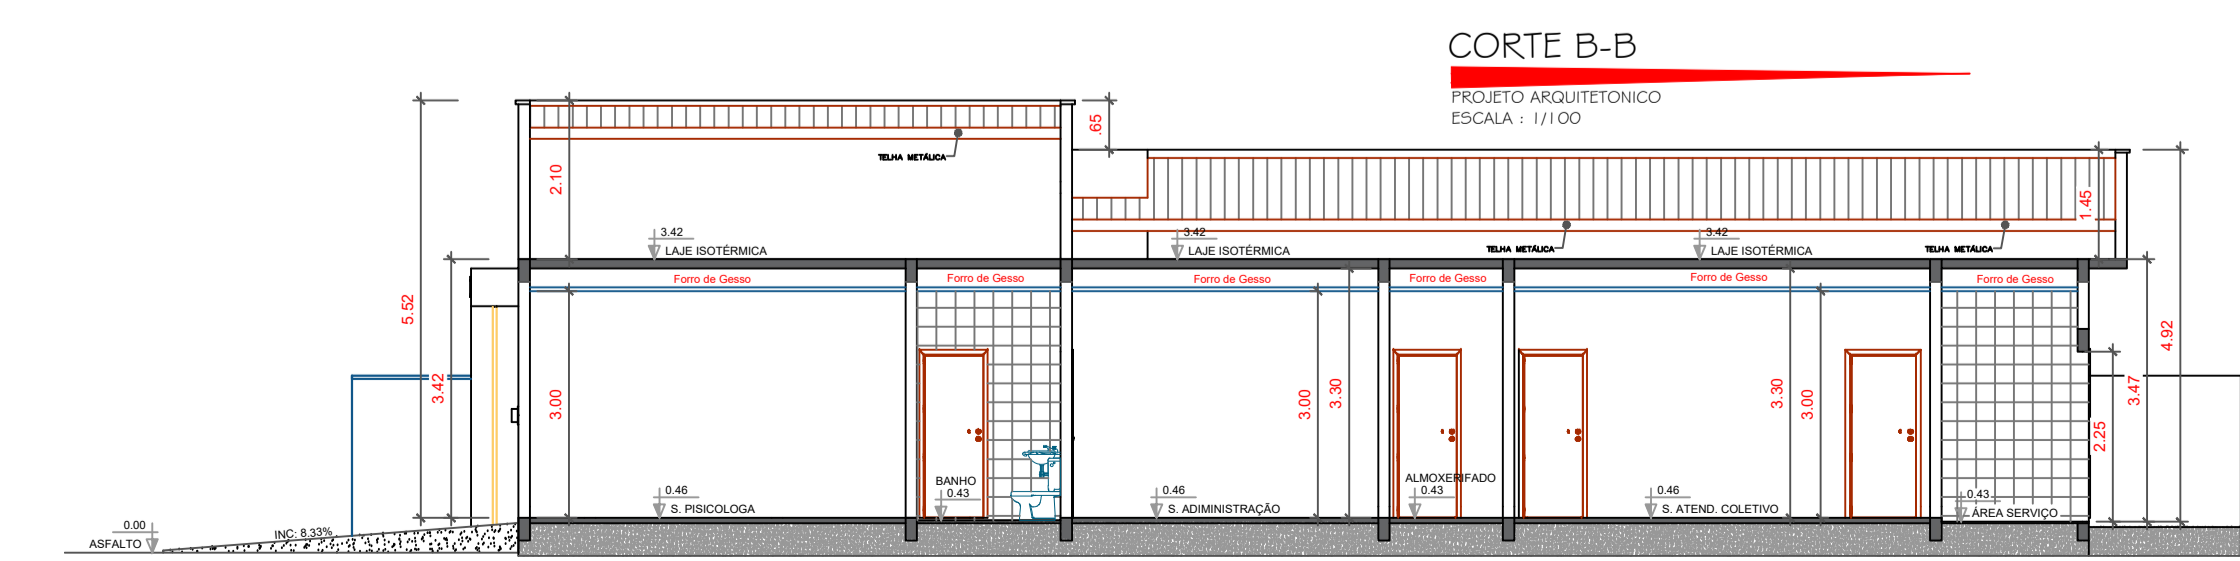 CORTE B-B
PROJETO ARQUITETONICO
ESCALA : 1/100
.65
TELHA METÁLICA
2.10
1.45
3.42
LAJE ISOTÉRMICA
3.42
LAJE ISOTÉRMICA
TELHA METÁLICA
3.42
LAJE ISOTÉRMICA
TELHA METÁLICA
Forro de Gesso
Forro de Gesso
Forro de Gesso
Forro de Gesso
Forro de Gesso
Forro de Gesso
5.52
3.42
3.00
3.00
3.30
3.30
3.00
4.92
3.47
2.25
0.46
S. PISICOLOGA
BANHO
0.43
0.46
S. ADIMINISTRAÇÃO
ALMOXERIFADO
0.43
0.46
S. ATEND. COLETIVO
0.43
ÁREA SERVIÇO
0.00
ASFALTO
INC: 8.33%